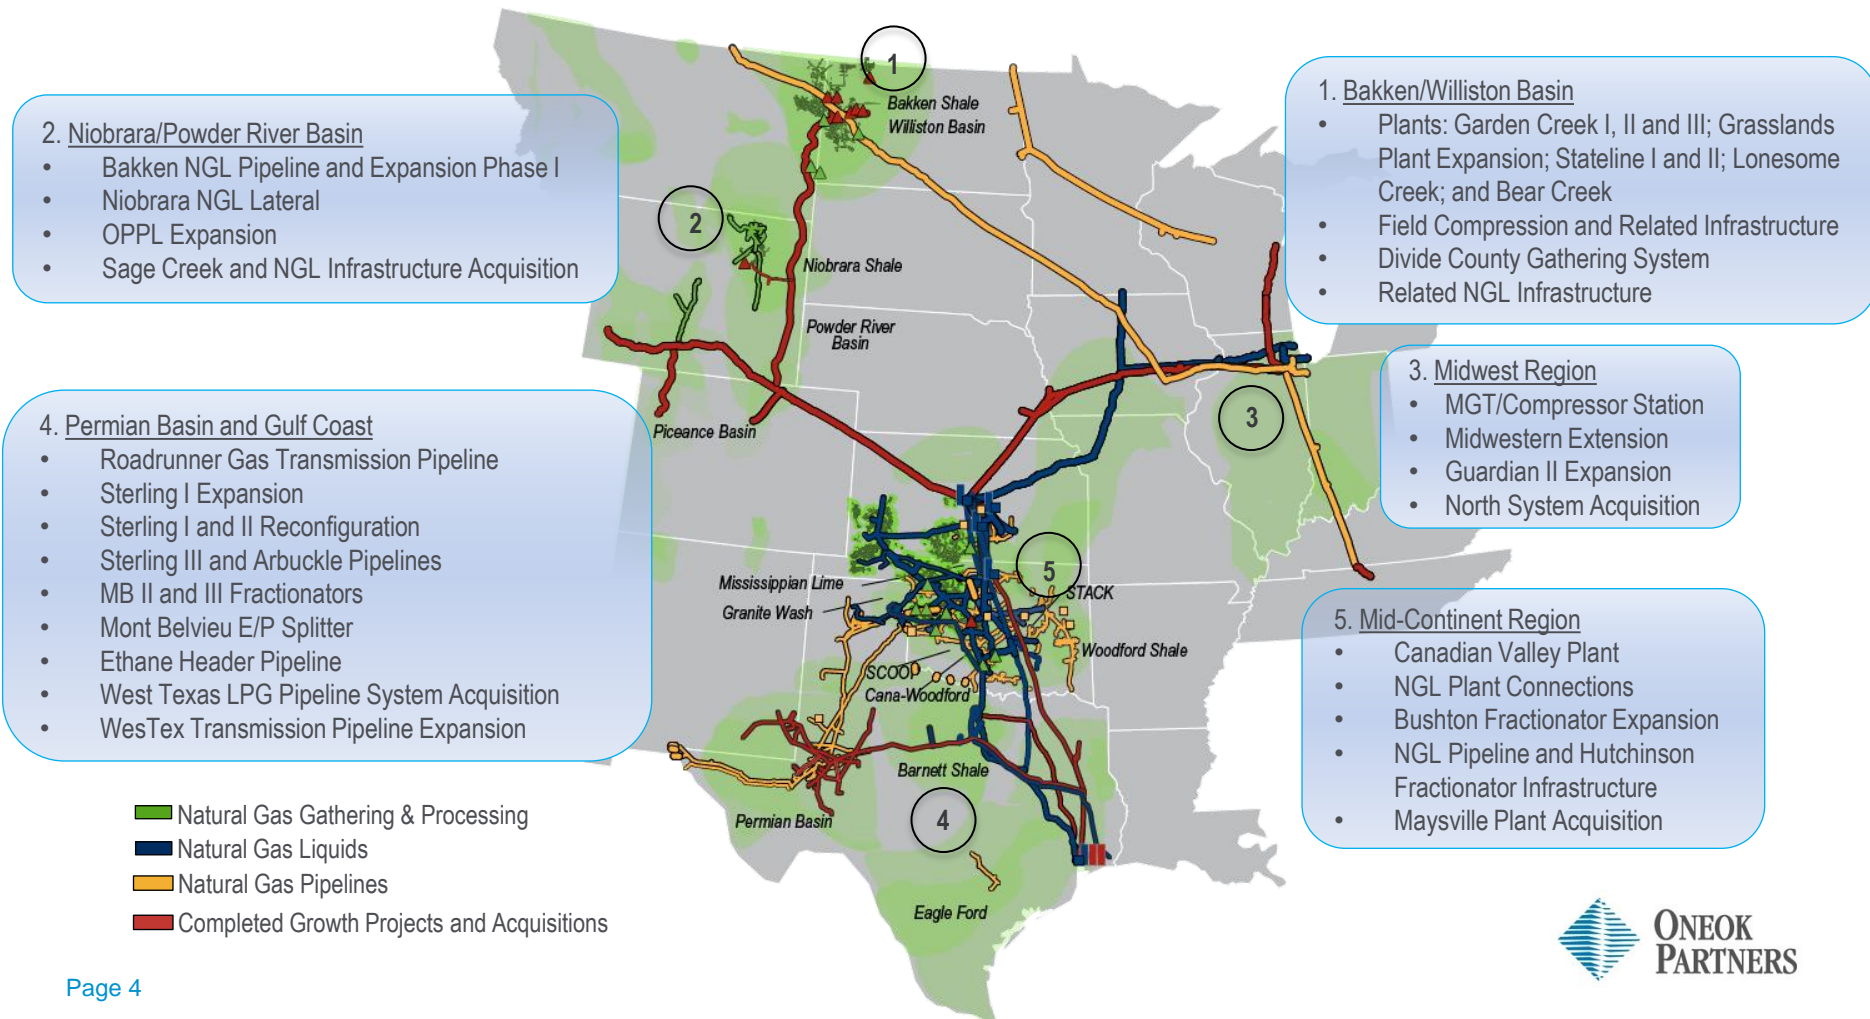 2. Niobrara/Powder River Basin
• Bakken NGL Pipeline and Expansion Phase I
• Niobrara NGL Lateral
• OPPL Expansion
• Sage Creek and NGL Infrastructure Acquisition
4. Permian Basin and Gulf Coast
• Roadrunner Gas Transmission Pipeline
• Sterling I Expansion
• Sterling I and II Reconfiguration
• Sterling III and Arbuckle Pipelines
• MB II and III Fractionators
• Mont Belvieu E/P Splitter
• Ethane Header Pipeline
• West Texas LPG Pipeline System Acquisition
• WesTex Transmission Pipeline Expansion
Natural Gas Gathering & Processing
Natural Gas Liquids
Natural Gas Pipelines
Completed Growth Projects and Acquisitions
Page 4
1
Bakken Shale
Williston Basin
2
Niobrara Shale
Powder River
Basin
Piceance Basin
3
5
Mississippian Lime
Granite Wash
STACK
Woodford Shale
SCOOP
Cana-Woodford
Barnett Shale
Permian Basin
4
Eagle Ford
1. Bakken/Williston Basin
• Plants: Garden Creek I, II and III; Grasslands
Plant Expansion; Stateline I and II; Lonesome
Creek; and Bear Creek
• Field Compression and Related Infrastructure
• Divide County Gathering System
• Related NGL Infrastructure
3. Midwest Region
• MGT/Compressor Station
• Midwestern Extension
• Guardian II Expansion
• North System Acquisition
5. Mid-Continent Region
• Canadian Valley Plant
• NGL Plant Connections
• Bushton Fractionator Expansion
• NGL Pipeline and Hutchinson
Fractionator Infrastructure
• Maysville Plant Acquisition
ONEOK
PARTNERS